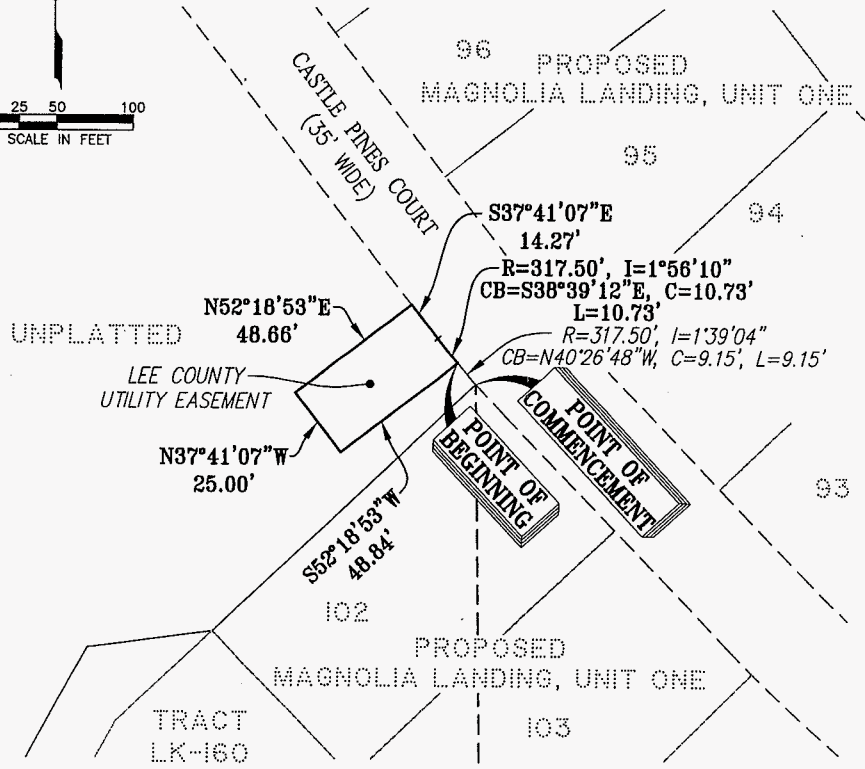 96
PROPOSED
MAGNOLIA LANDING, UNIT ONE
25 50 100
SCALE IN FEET
CASTLE PINES COURT
(35' WIDE)
95
94
S37°41'07"E
14.27'
R=317.50', I=1°56'10"
CB=S38°39'12"E, C=10.73'
L=10.73'
R=317.50', I=1°39'04"
CB=N40°26'48"W, C=9.15', L=9.15'
N52°18'53"E
48.66'
UNPLATTED
LEE COUNTY
UTILITY EASEMENT
N37°41'07"W
25.00'
S52°18'53"W
48.84'
POINT OF
BEGINNING
POINT OF
COMMENCEMENT
93
102
PROPOSED
MAGNOLIA LANDING, UNIT ONE
103
TRACT
LK-160